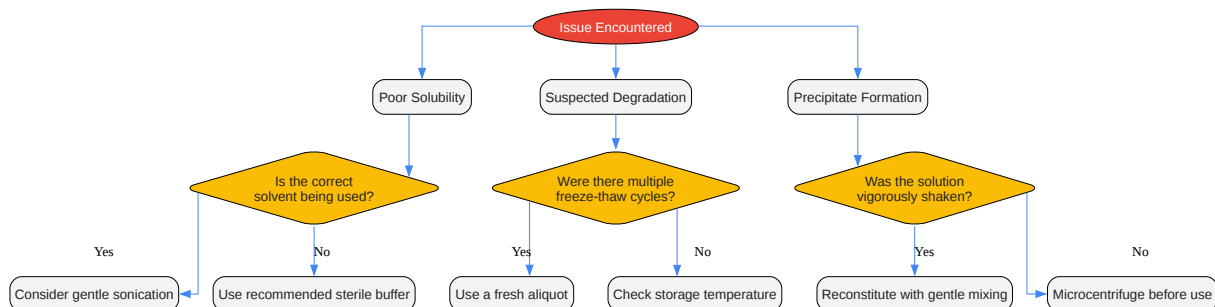 Issue Encountered
Poor Solubility
Suspected Degradation
Precipitate Formation
Is the correct
solvent being used?
Were there multiple
freeze-thaw cycles?
Was the solution
vigorously shaken?
Yes
No
Yes
No
Yes
No
Consider gentle sonication
Use recommended sterile buffer
Use a fresh aliquot
Check storage temperature
Reconstitute with gentle mixing
Microcentrifuge before use